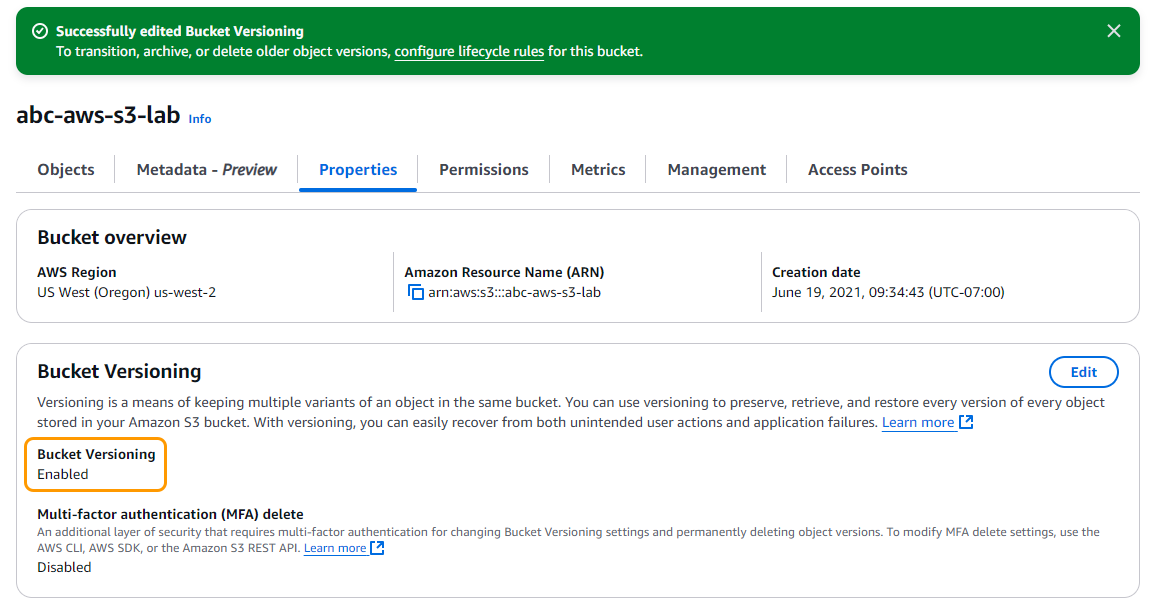 Successfully edited Bucket Versioning
To transition, archive, or delete older object versions, configure lifecycle rules for this bucket.
abc-aws-s3-lab Info
Objects Metadata - Preview Properties Permissions Metrics Management Access Points
Bucket overview
AWS Region
US West (Oregon) us-west-2
Amazon Resource Name (ARN)
arn:aws:s3:::abc-aws-s3-lab
Creation date
June 19, 2021, 09:34:43 (UTC-07:00)
Bucket Versioning
Edit
Versioning is a means of keeping multiple variants of an object in the same bucket. You can use versioning to preserve, retrieve, and restore every version of every object
stored in your Amazon S3 bucket. With versioning, you can easily recover from both unintended user actions and application failures. Learn more
Bucket Versioning
Enabled
Multi-factor authentication (MFA) delete
An additional layer of security that requires multi-factor authentication for changing Bucket Versioning settings and permanently deleting object versions. To modify MFA delete settings, use the
AWS CLI, AWS SDK, or the Amazon S3 REST API. Learn more
Disabled